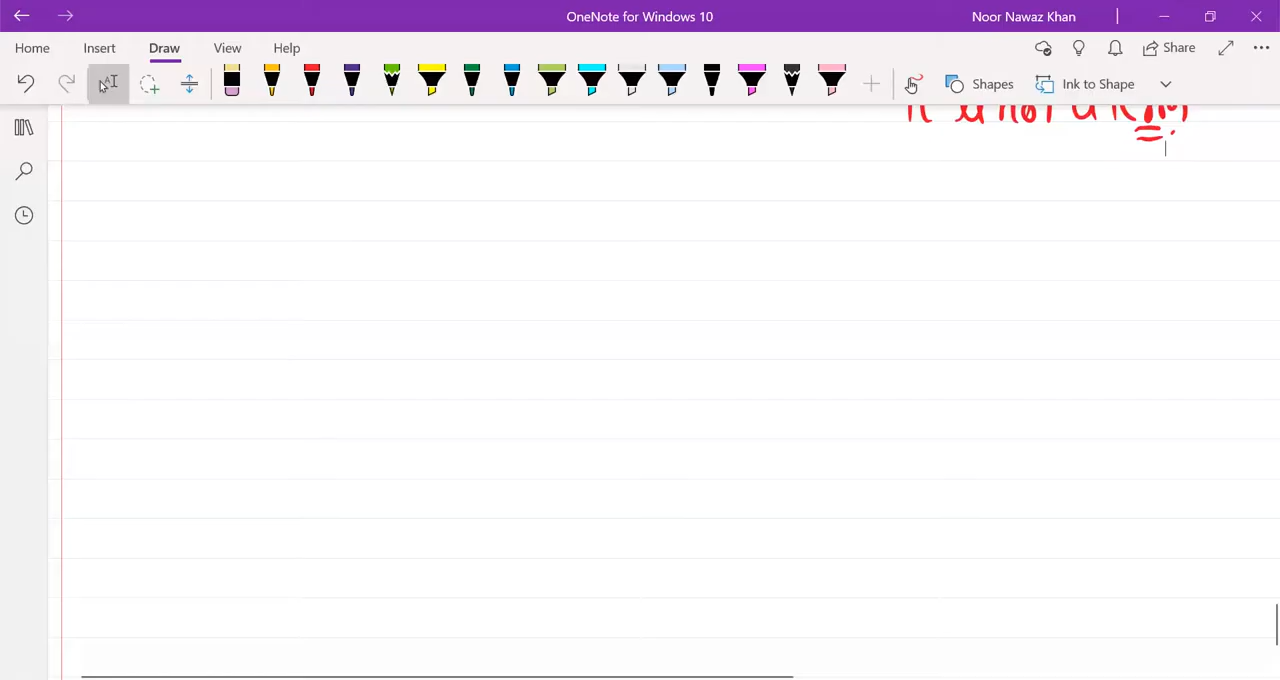 OneNote for Windows 10
Noor Nawaz Khan
Home Insert Draw View Help
Share
Shapes
Ink to Shape